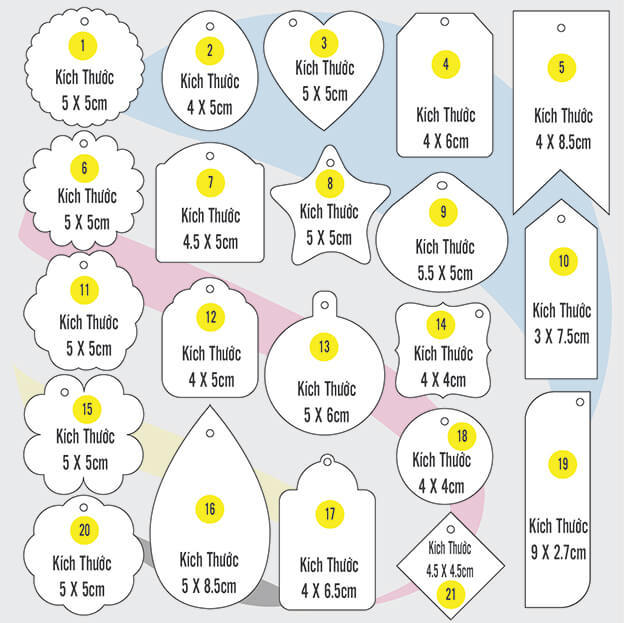 1
Kích Thước
5 X 5cm
2
Kích Thước
4 X 5cm
3
Kích Thước
5 X 5cm
4
Kích Thước
4 X 6cm
5
Kích Thước
4 X 8.5cm
6
Kích Thước
5 X 5cm
7
Kích Thước
4.5 X 5cm
8
Kích Thước
5 X 5cm
9
Kích Thước
5.5 X 5cm
10
Kích Thước
3 X 7.5cm
11
Kích Thước
5 X 5cm
12
Kích Thước
4 X 5cm
13
Kích Thước
5 X 6cm
14
Kích Thước
4 X 4cm
15
Kích Thước
5 X 5cm
16
Kích Thước
5 X 8.5cm
17
Kích Thước
4 X 6.5cm
18
Kích Thước
4 X 4cm
19
Kích Thước
9 X 2.7cm
20
Kích Thước
5 X 5cm
Kích Thước
4.5 X 4.5cm
21